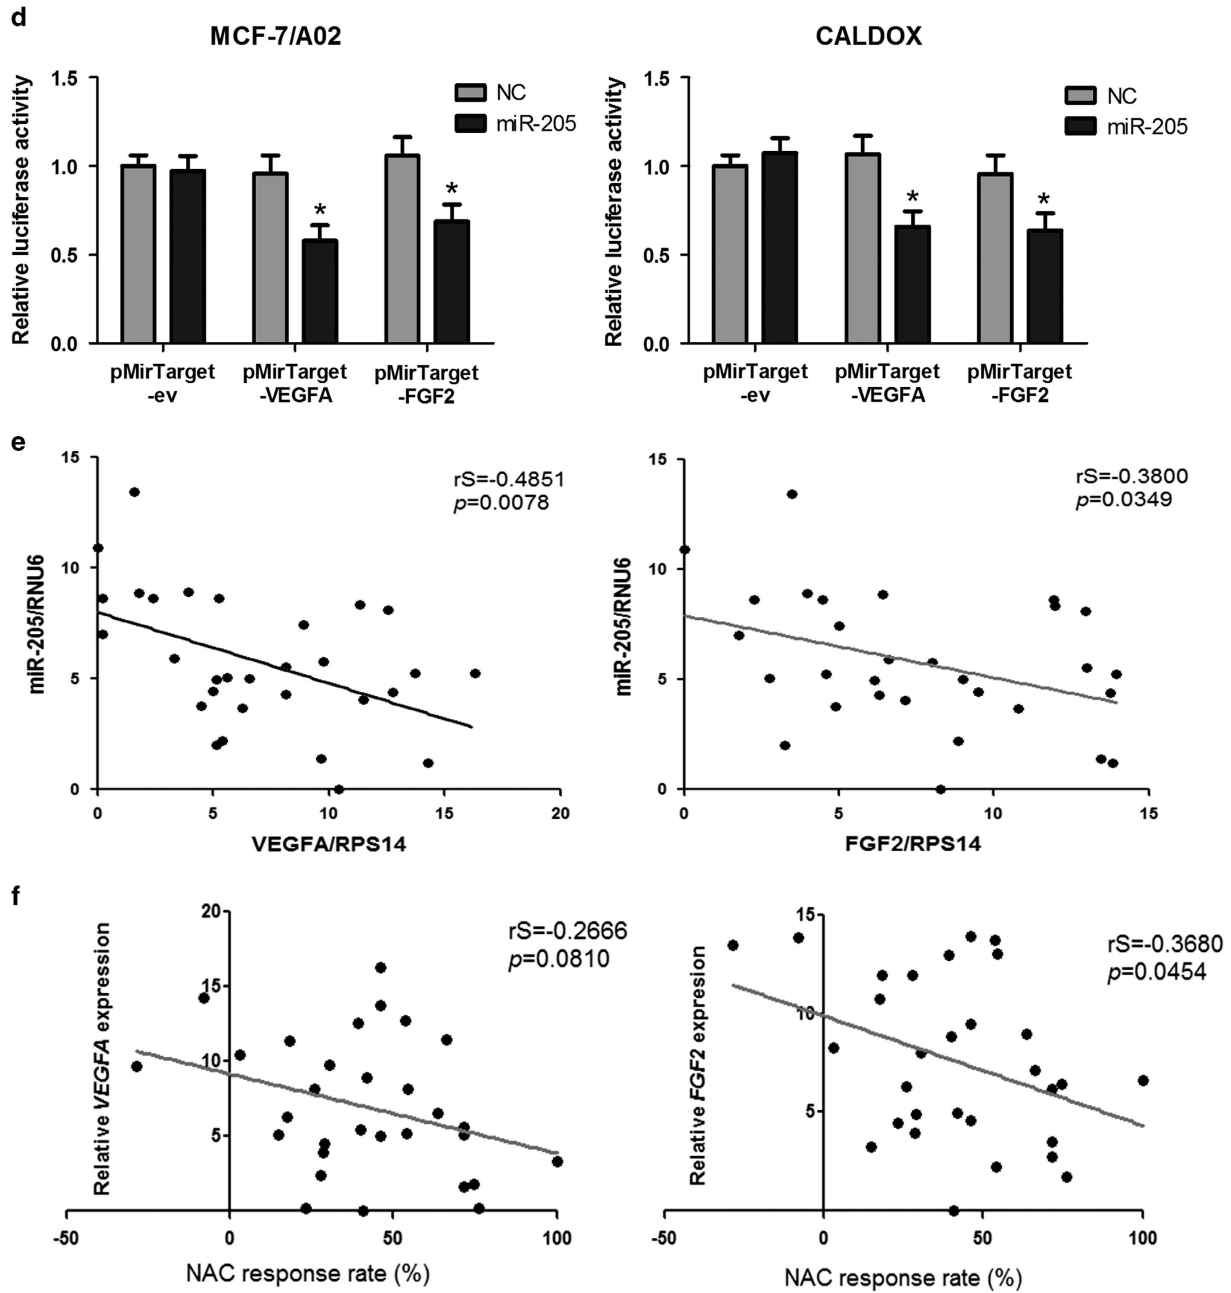 d
MCF-7/A02
Relative luciferase activity
1.5
1.0
0.5
0.0
NC
miR-205
*
*
pMirTarget
-ev
pMirTarget
-VEGFA
pMirTarget
-FGF2
CALDOX
Relative luciferase activity
1.5
1.0
0.5
0.0
NC
miR-205
*
*
pMirTarget
-ev
pMirTarget
-VEGFA
pMirTarget
-FGF2
e
miR-205/RNU6
15
10
5
0
rS=-0.4851
p=0.0078
0 5 10 15 20
VEGFA/RPS14
miR-205/RNU6
15
10
5
0
rS=-0.3800
p=0.0349
0 5 10 15
FGF2/RPS14
f
Relative VEGFA expression
20
15
10
5
rS=-0.2666
p=0.0810
-50 0 50 100
NAC response rate (%)
Relative FGF2 expresion
15
10
5
rS=-0.3680
p=0.0454
-50 0 50 100
NAC response rate (%)